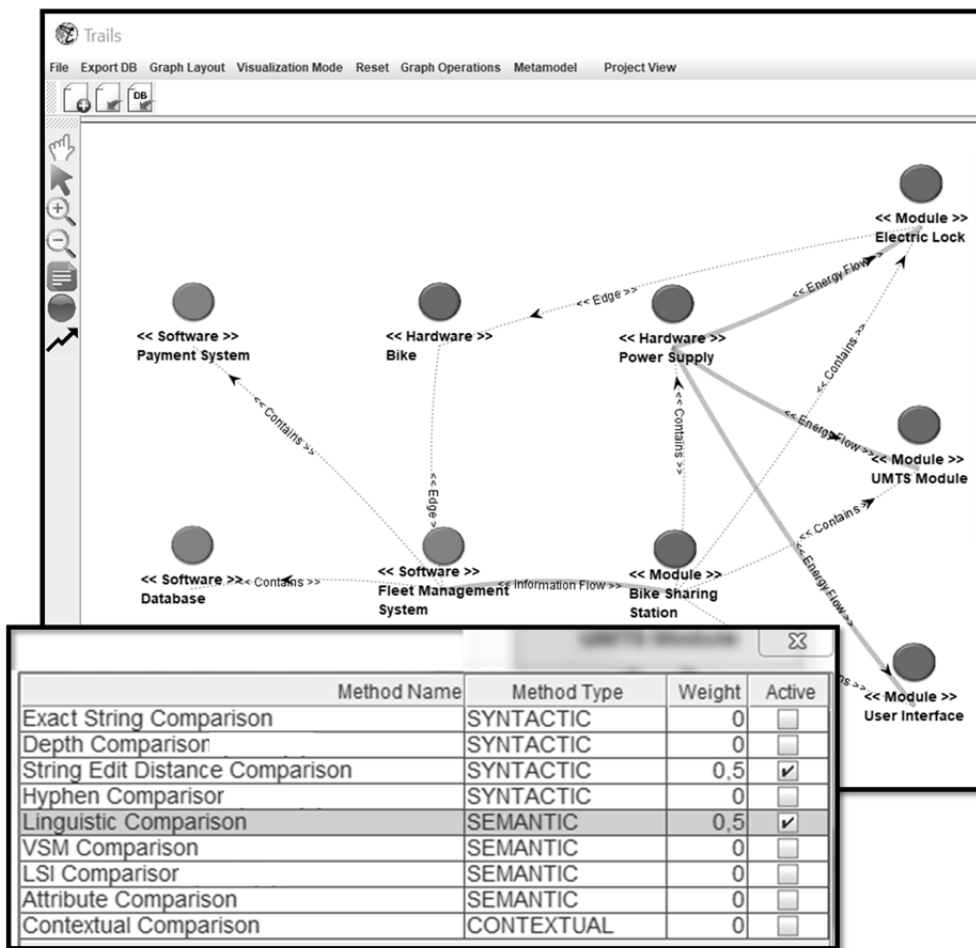 Trails
File Export DB Graph Layout Visualization Mode Reset Graph Operations Metamodel Project View
DB
<< Module >>
Electric Lock
<< Energy Flow >
<< Edge >>
<< Software >>
Payment System
<< Hardware >>
Bike
<< Hardware >>
Power Supply
<< Contains >>
<< Contains >>
<< Contains >>
<< Energy Flow >>
<< Module >>
UMTS Module
<< Edge >
<< Contains >>
<< Energy Flow >>
<< Software >>
Database
<< Contains >>
<< Software >>
Fleet Management
System
<< Information Flow >>
<< Module >>
Bike Sharing
Station
<< Module >>
User Interface
UMTS Module
Method Name Method Type Weight Active
Exact String Comparison SYNTACTIC 0
Depth Comparison SYNTACTIC 0
String Edit Distance Comparison SYNTACTIC 0,5
Hyphen Comparisor SYNTACTIC 0
Linguistic Comparison SEMANTIC 0,5
VSM Comparison SEMANTIC 0
LSI Comparisor SEMANTIC 0
Attribute Comparison SEMANTIC 0
Contextual Comparison CONTEXTUAL 0